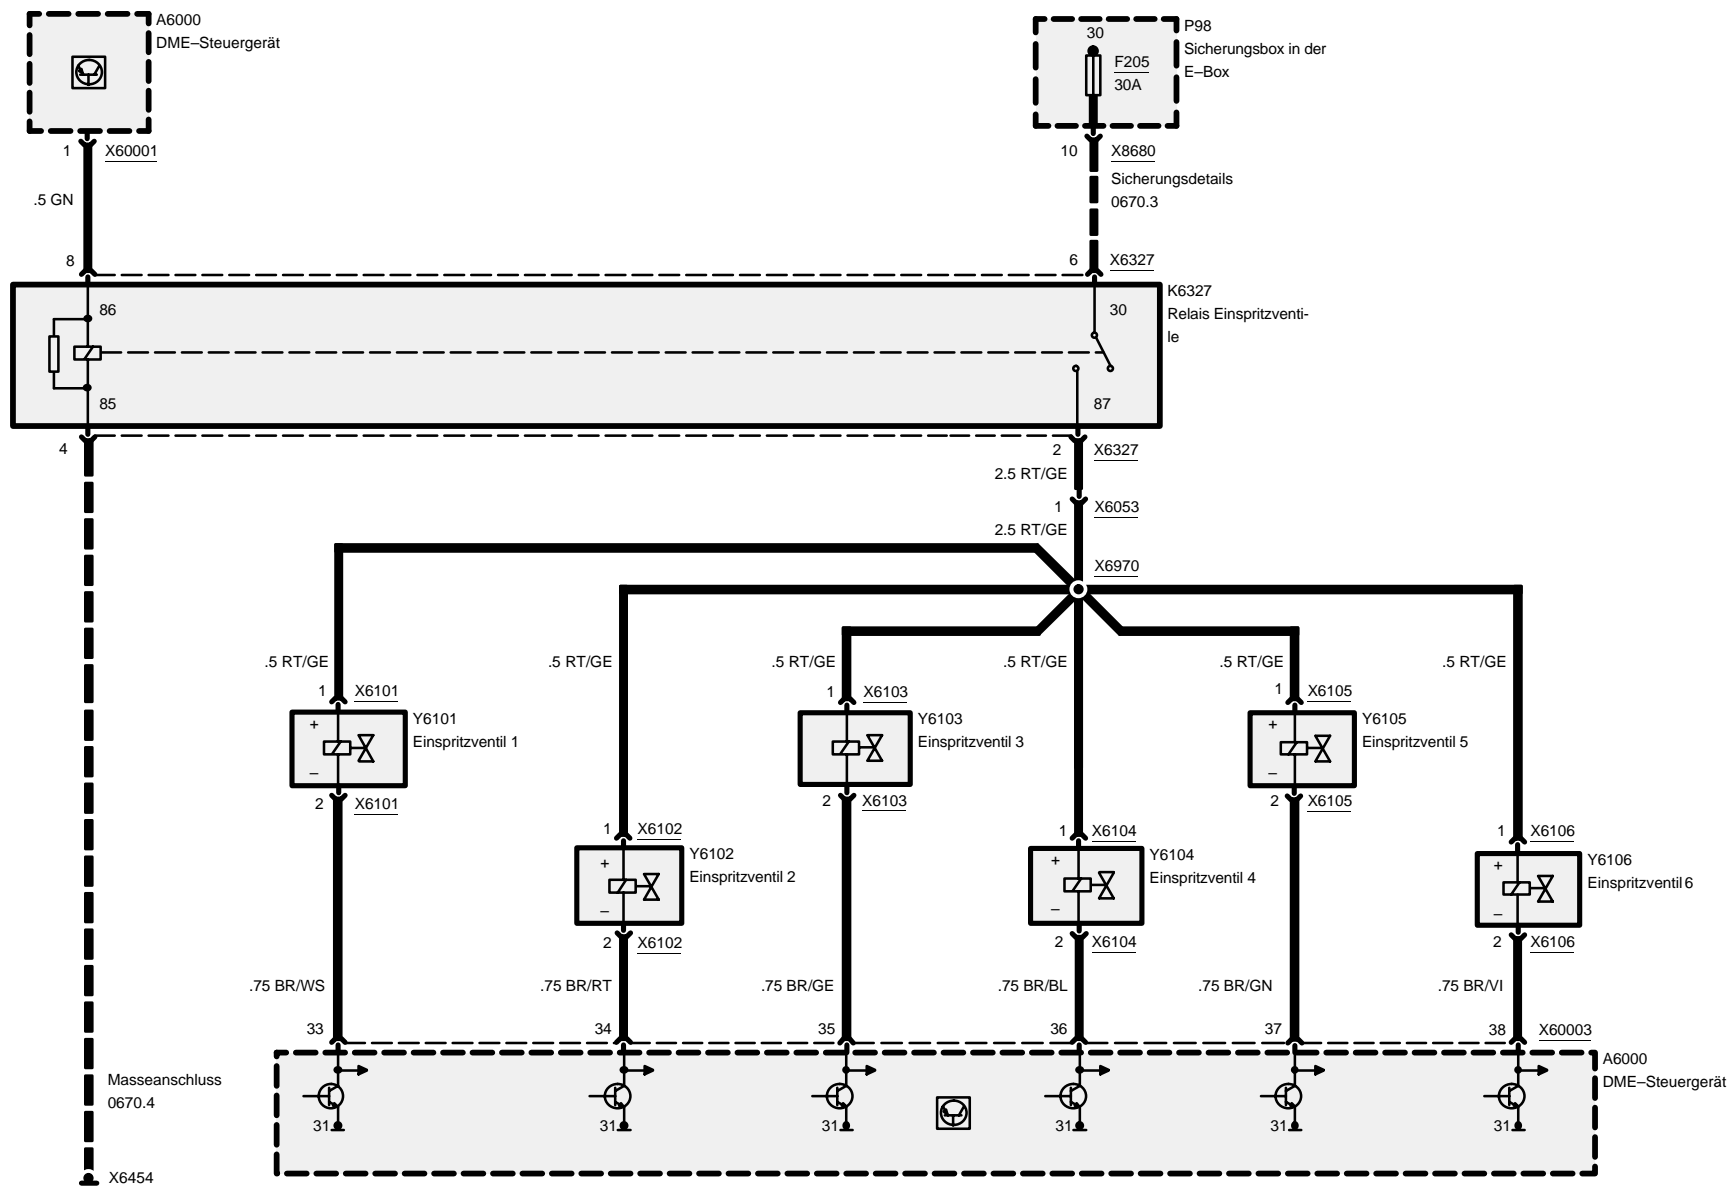 A6000
DME–Steuergerät
P98
Sicherungsbox in der
E–Box
30
F205
30A
1
X60001
10
X8680
Sicherungsdetails
0670.3
.5 GN
8
6
X6327
K6327
Relais Einspritzventi-
le
86
30
85
87
4
2
X6327
2.5 RT/GE
1
X6053
2.5 RT/GE
X6970
.5 RT/GE
.5 RT/GE
.5 RT/GE
.5 RT/GE
.5 RT/GE
.5 RT/GE
1
X6101
1
X6103
1
X6105
+
–
Y6101
Einspritzventil 1
+
–
Y6103
Einspritzventil 3
+
–
Y6105
Einspritzventil 5
2
X6101
2
X6103
2
X6105
1
X6102
1
X6104
1
X6106
+
–
Y6102
Einspritzventil 2
+
–
Y6104
Einspritzventil 4
+
–
Y6106
Einspritzventil 6
2
X6102
2
X6104
2
X6106
.75 BR/WS
.75 BR/RT
.75 BR/GE
.75 BR/BL
.75 BR/GN
.75 BR/VI
33
34
35
36
37
38
X60003
A6000
DME–Steuergerät
Masseanschluss
0670.4
31
31
31
31
31
31
X6454